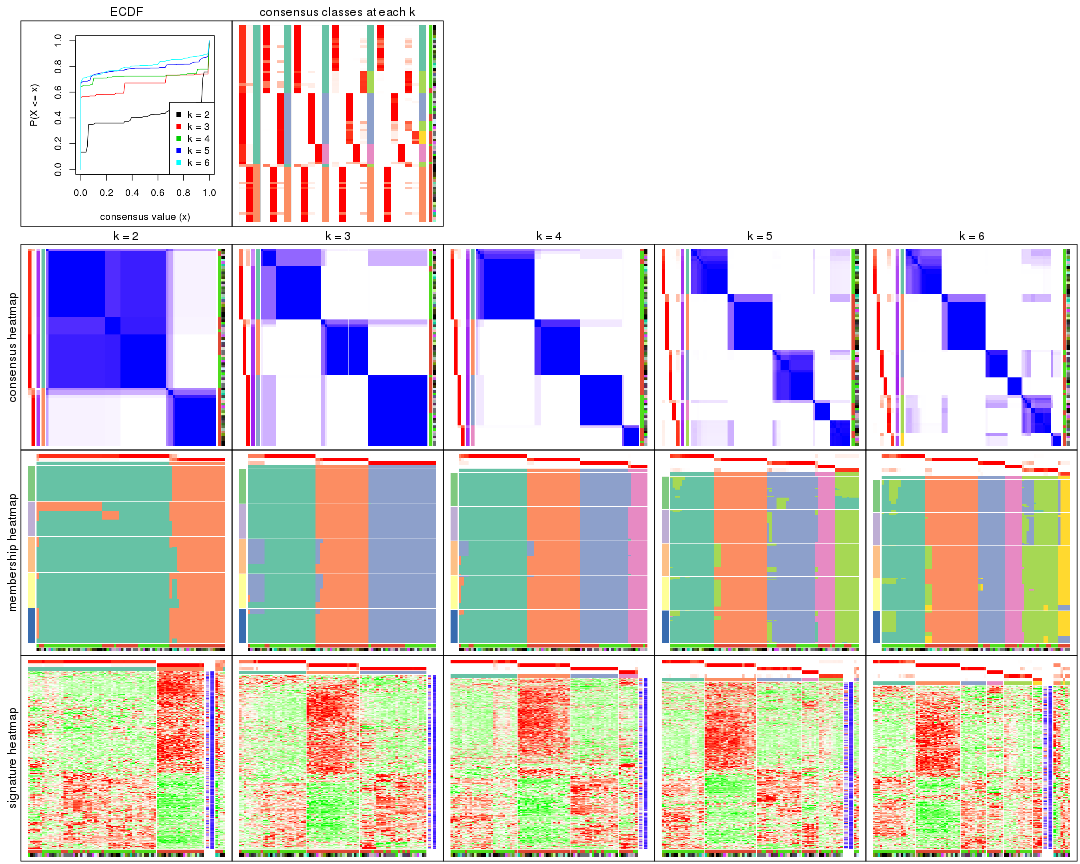 ECDF
consensus classes at each k
P(X <= x)
0.0 0.2 0.4 0.6 0.8 1.0
k = 2
k = 3
k = 4
k = 5
k = 6
0.0 0.2 0.4 0.6 0.8 1.0
consensus value (x)
k = 2
k = 3
k = 4
k = 5
k = 6
consensus heatmap
membership heatmap
signature heatmap